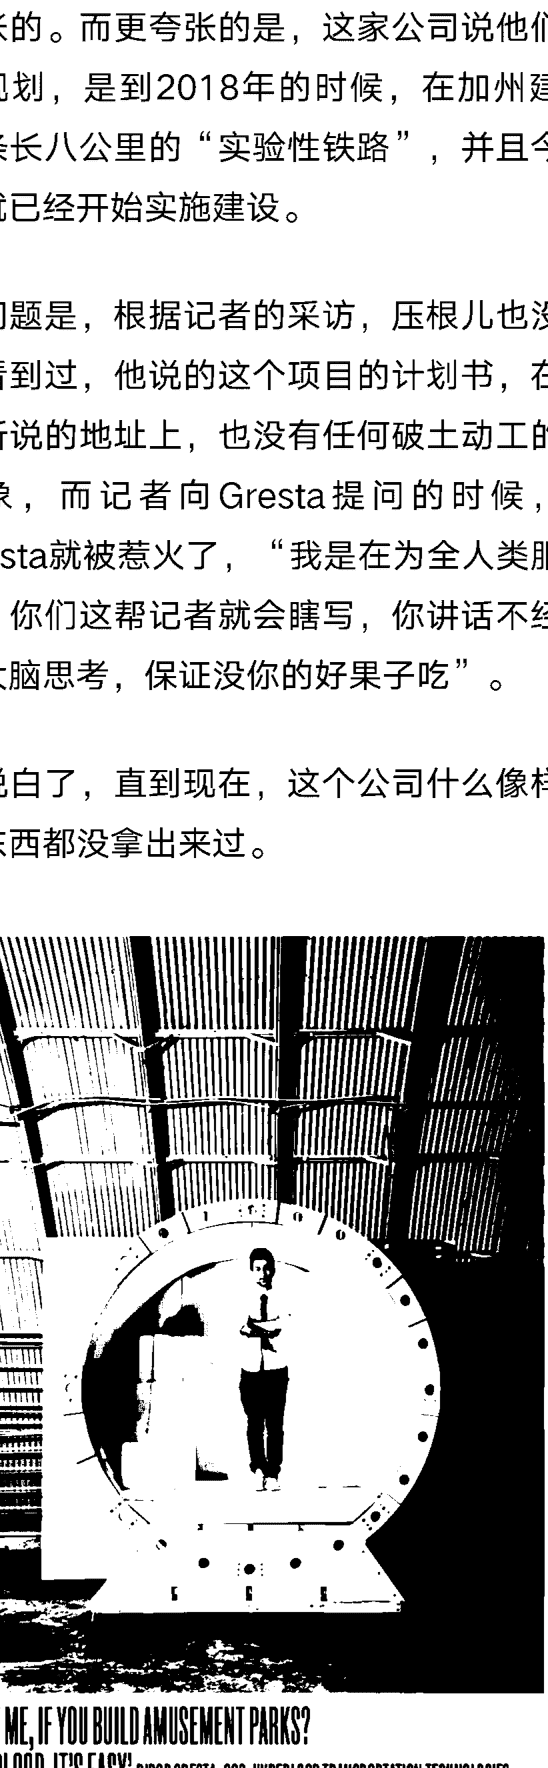 的。而更夸张的是，这家公司说他们
规划，是到2018年的时候，在加州建
条长八公里的“实验性铁路”，并且今
就已经开始实施建设。
问题是，根据记者的采访，压根儿也没
看到过，他说的这个项目的计划书，在
所说的地址上，也没有任何破土动工的
象，而记者向Gresta提问的时候，
esta就被惹火了，“我是在为全人类服
你们这帮记者就会瞎写，你讲话不经
大脑思考，保证没你的好果子吃”。
说白了，直到现在，这个公司什么像样
东西都没拿出来过。
ME, IF YOU BUILD AMUSEMENT PARKS?
BLOOD, IT'S EASY!